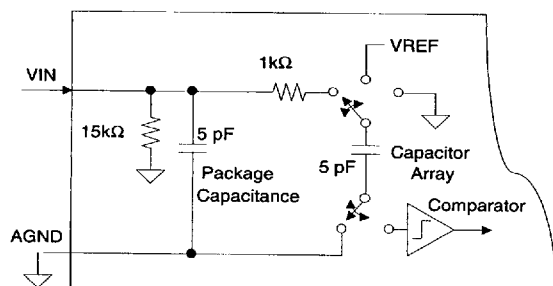 VREF
1kΩ
VIN
15kΩ
5 pF
Package
Capacitance
5 pF
Capacitor
Array
Comparator
AGND